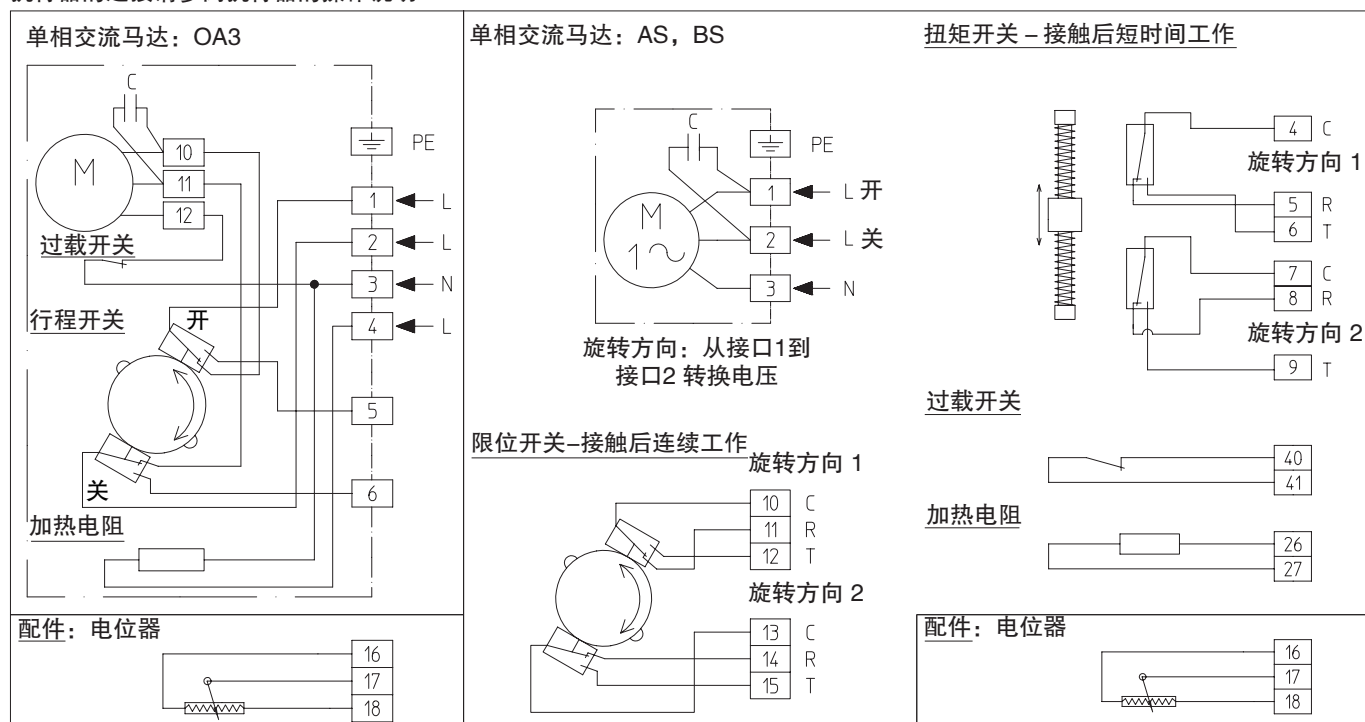 单相交流马达：OA3
C
M
10
11
12
过载开关
行程开关
开
关
加热电阻
PE
1 L
2 L
3 N
4 L
5
6
配件：电位器
16
17
18
单相交流马达：AS，BS
C
M
1
PE
1 L 开
2 L 关
3 N
旋转方向：从接口1到
接口2 转换电压
限位开关–接触后连续工作
旋转方向 1
10 C
11 R
12 T
旋转方向 2
13 C
14 R
15 T
扭矩开关 – 接触后短时间工作
4 C
旋转方向 1
5 R
6 T
7 C
8 R
旋转方向 2
9 T
过载开关
40
41
加热电阻
26
27
配件：电位器
16
17
18